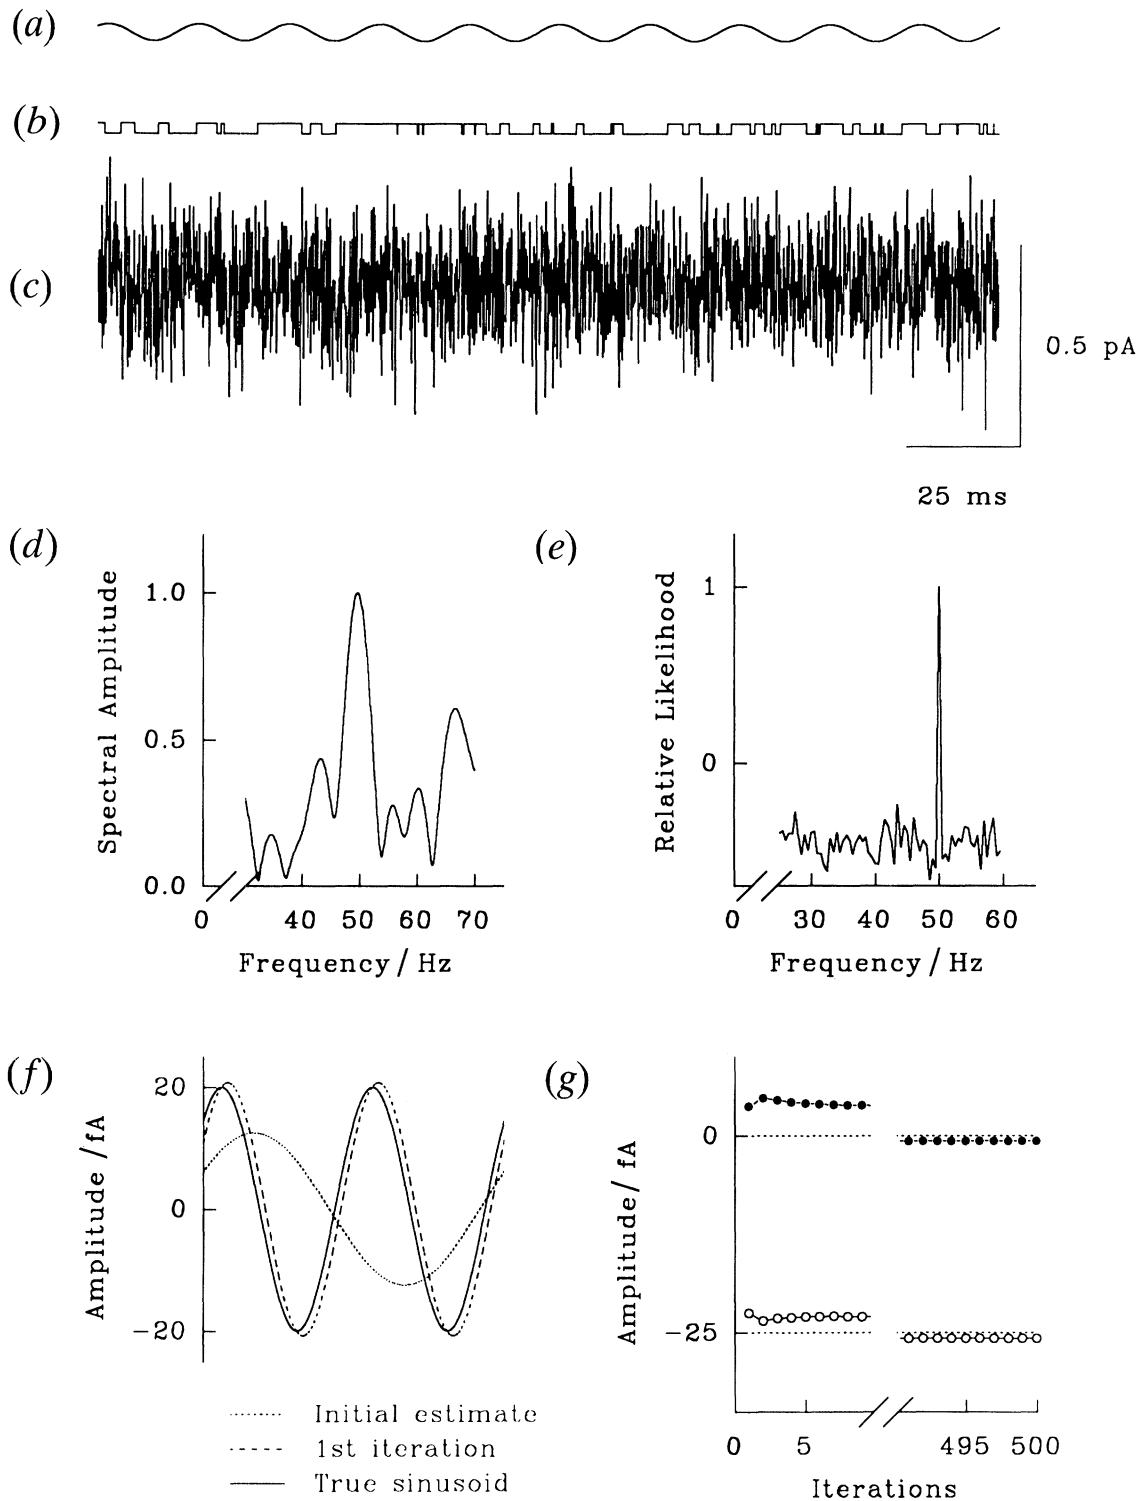 (a)
(b)
(c)
0.5 pA
25 ms
(d)
Spectral Amplitude
1.0
0.5
0.0
0 40 50 60 70
Frequency / Hz
(e)
Relative Likelihood
1
0
0 30 40 50 60
Frequency / Hz
(f)
Amplitude /fA
20
0
−20
Initial estimate
1st iteration
True sinusoid
(g)
Amplitude/ fA
0
−25
0 5 495 500
Iterations